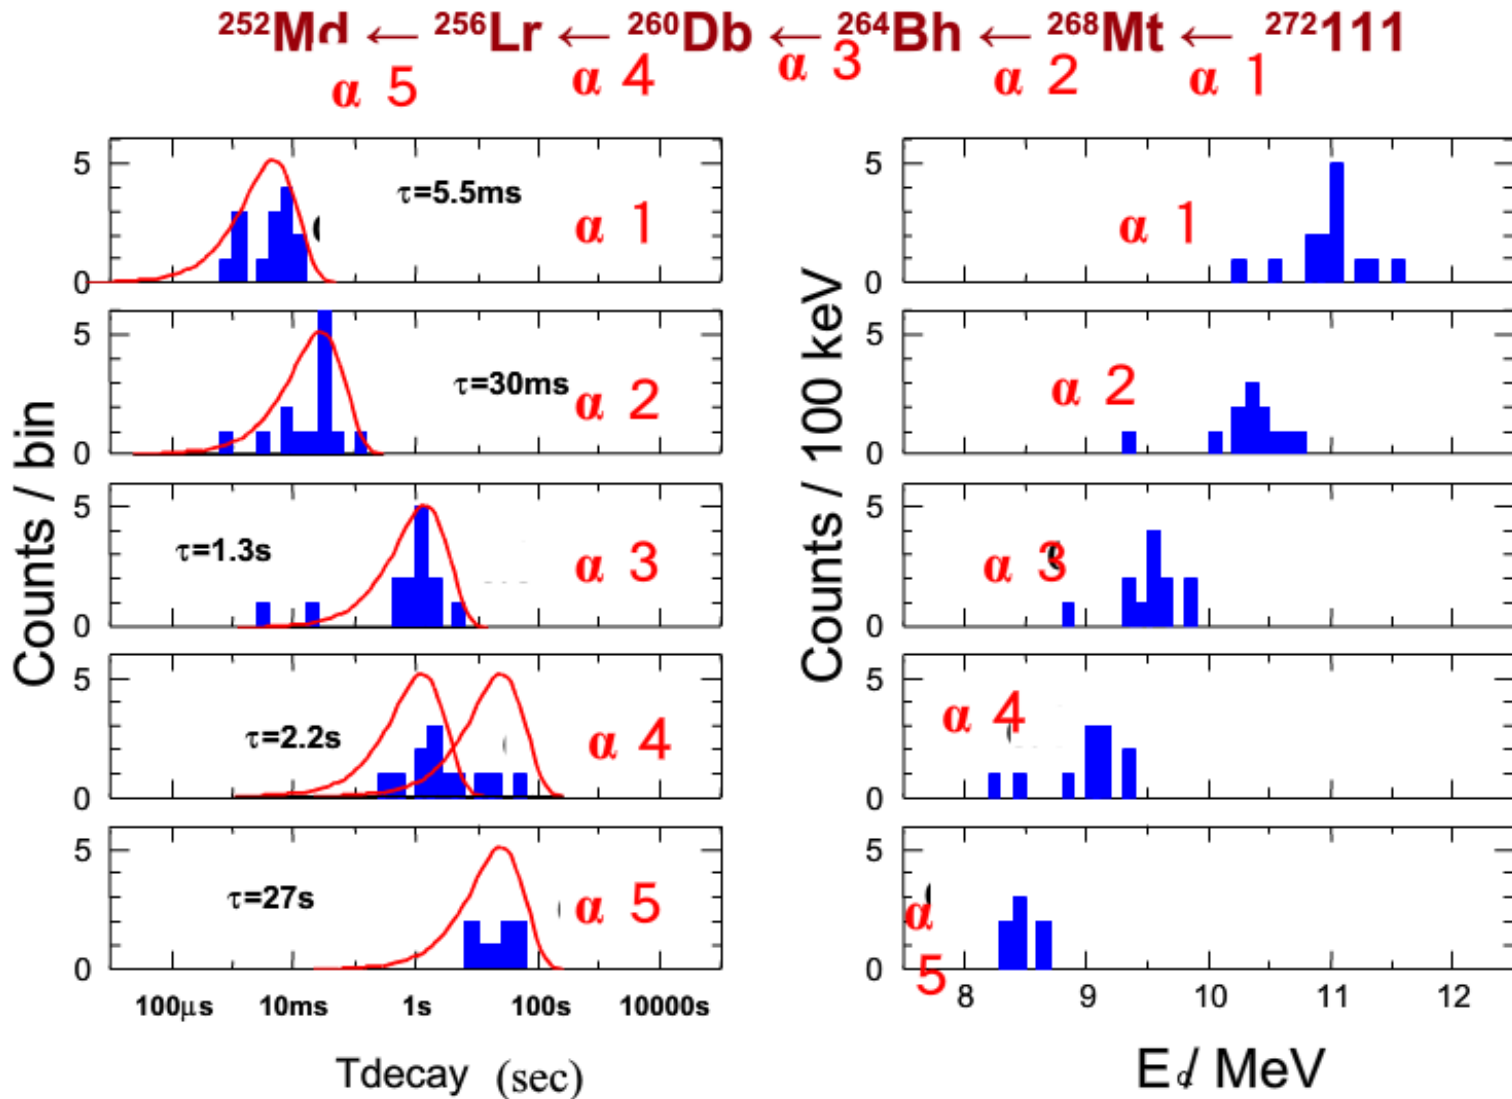 ²⁵²Md ← ²⁵⁶Lr ← ²⁶⁰Db ← ²⁶⁴Bh ← ²⁶⁸Mt ← ²⁷²111
α 5 α 4 α 3 α 2 α 1
Counts / bin
5
0
τ=5.5ms
α 1
5
0
τ=30ms
α 2
5
0
τ=1.3s
α 3
5
0
τ=2.2s
α 4
5
0
τ=27s
α 5
100μs 10ms 1s 100s 10000s
Tdecay (sec)
Counts / 100 keV
5
0
α 1
5
0
α 2
5
0
α 3
5
0
α 4
5
0
α
5
8 9 10 11 12
E / MeV